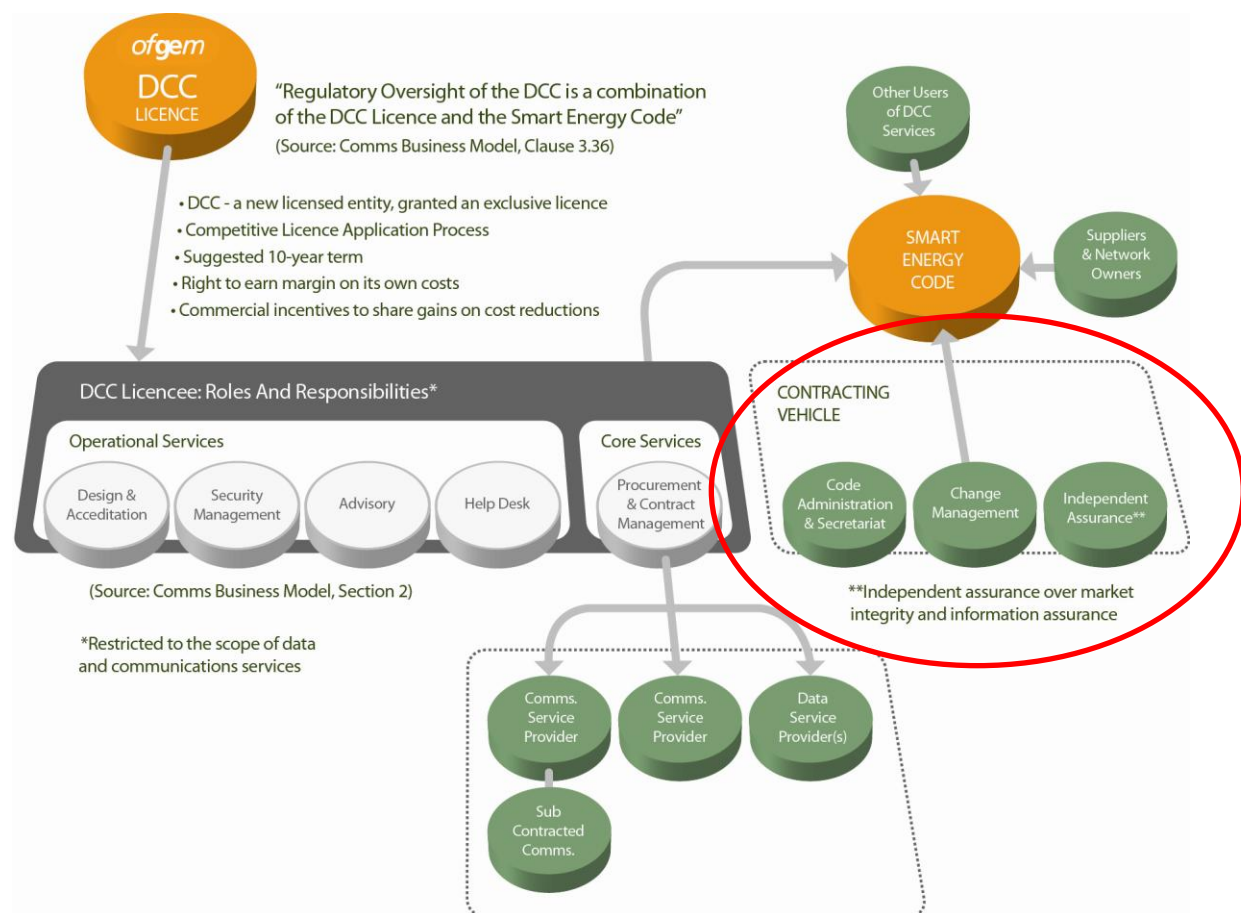 ofgem
DCC
LICENCE
“Regulatory Oversight of the DCC is a combination
of the DCC Licence and the Smart Energy Code”
(Source: Comms Business Model, Clause 3.36)
• DCC - a new licensed entity, granted an exclusive licence
• Competitive Licence Application Process
• Suggested 10-year term
• Right to earn margin on its own costs
• Commercial incentives to share gains on cost reductions
Other Users
of DCC
Services
SMART
ENERGY
CODE
Suppliers
& Network
Owners
DCC Licencee: Roles And Responsibilities*
Operational Services
Design &
Acceditation
Security
Management
Advisory
Help Desk
Core Services
Procurement
& Contract
Management
CONTRACTING
VEHICLE
Code
Administration
& Secretariat
Change
Management
Independent
Assurance**
(Source: Comms Business Model, Section 2)
*Restricted to the scope of data
and communications services
**Independent assurance over market
integrity and information assurance
Comms.
Service
Provider
Comms.
Service
Provider
Data
Service
Provider(s)
Sub
Contracted
Comms.